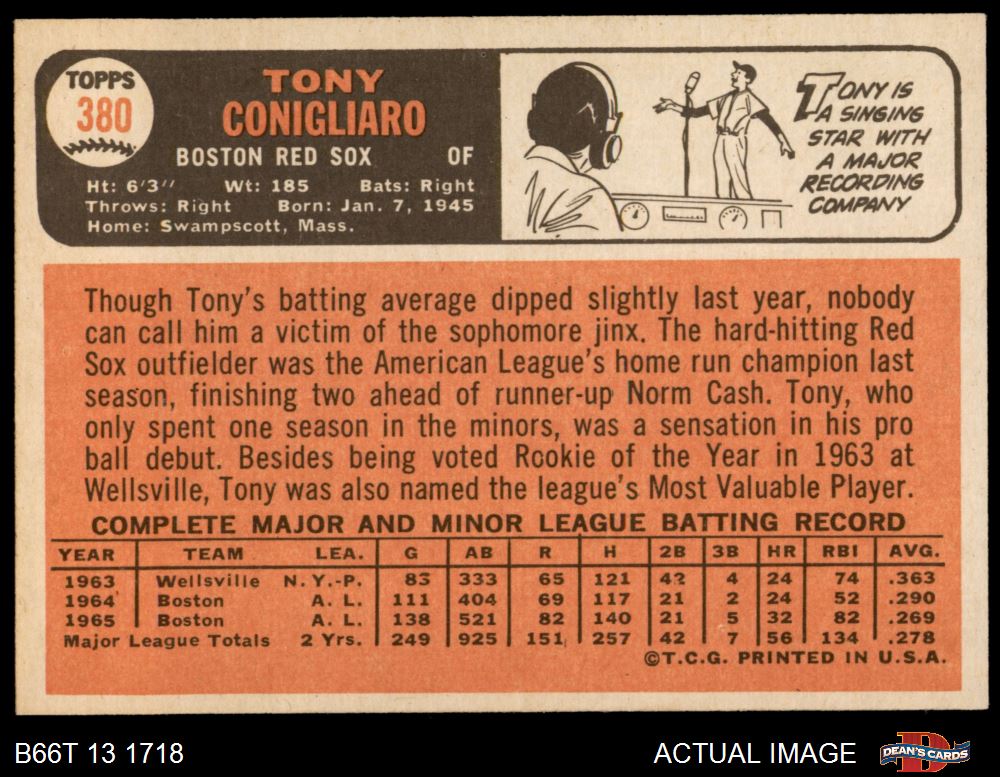 TOPPS
380
TONY
CONIGLIARO
BOSTON RED SOX OF
Ht: 6'3" Wt: 185 Bats: Right
Throws: Right Born: Jan. 7, 1945
Home: Swampscott, Mass.
TONY IS
A SINGING
STAR WITH
A MAJOR
RECORDING
COMPANY
Though Tony's batting average dipped slightly last year, nobody
can call him a victim of the sophomore jinx. The hard-hitting Red
Sox outfielder was the American League's home run champion last
season, finishing two ahead of runner-up Norm Cash. Tony, who
only spent one season in the minors, was a sensation in his pro
ball debut. Besides being voted Rookie of the Year in 1963 at
Wellsville, Tony was also named the league's Most Valuable Player.
COMPLETE MAJOR AND MINOR LEAGUE BATTING RECORD
YEAR TEAM LEA. G AB R H 2B 3B HR RBI AVG.
1963 Wellsville N.Y.-P. 83 333 65 121 42 4 24 74 .363
1964 Boston A. L. 111 404 69 117 21 2 24 52 .290
1965 Boston A. L. 138 521 82 140 21 5 32 82 .269
Major League Totals 2 Yrs. 249 925 151 257 42 7 56 134 .278
©T.C.G. PRINTED IN U.S.A.
B66T 13 1718 ACTUAL IMAGE DEAN'S CARDS